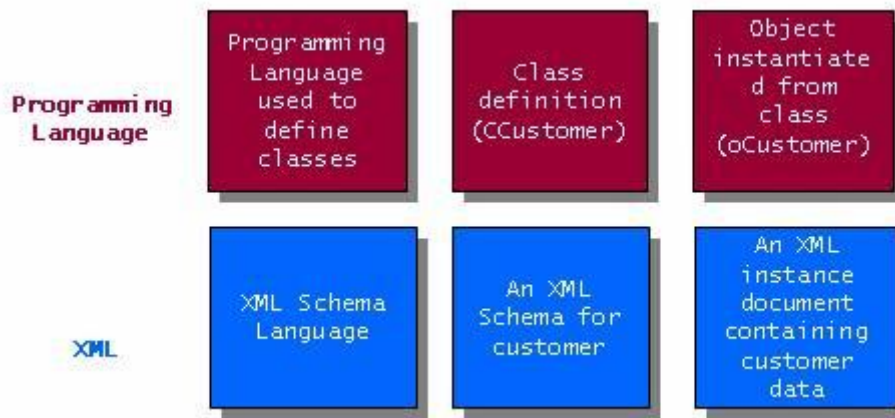 Programming
Language
Programming
Language
used to
define
classes
Class
definition
(CCustomer)
Object
instantiate
d from
class
(oCustomer)
XML
XML Schema
Language
An XML
Schema for
customer
An XML
instance
document
containing
customer
data